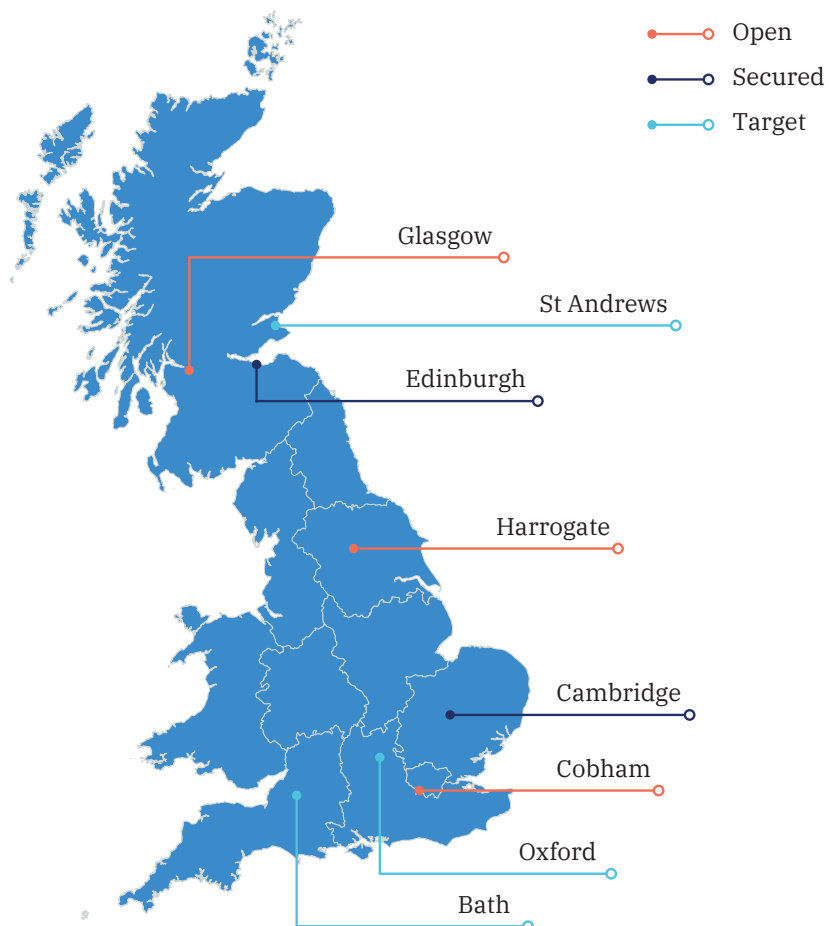 Open
Secured
Target
Glasgow
St Andrews
Edinburgh
Harrogate
Cambridge
Cobham
Oxford
Bath